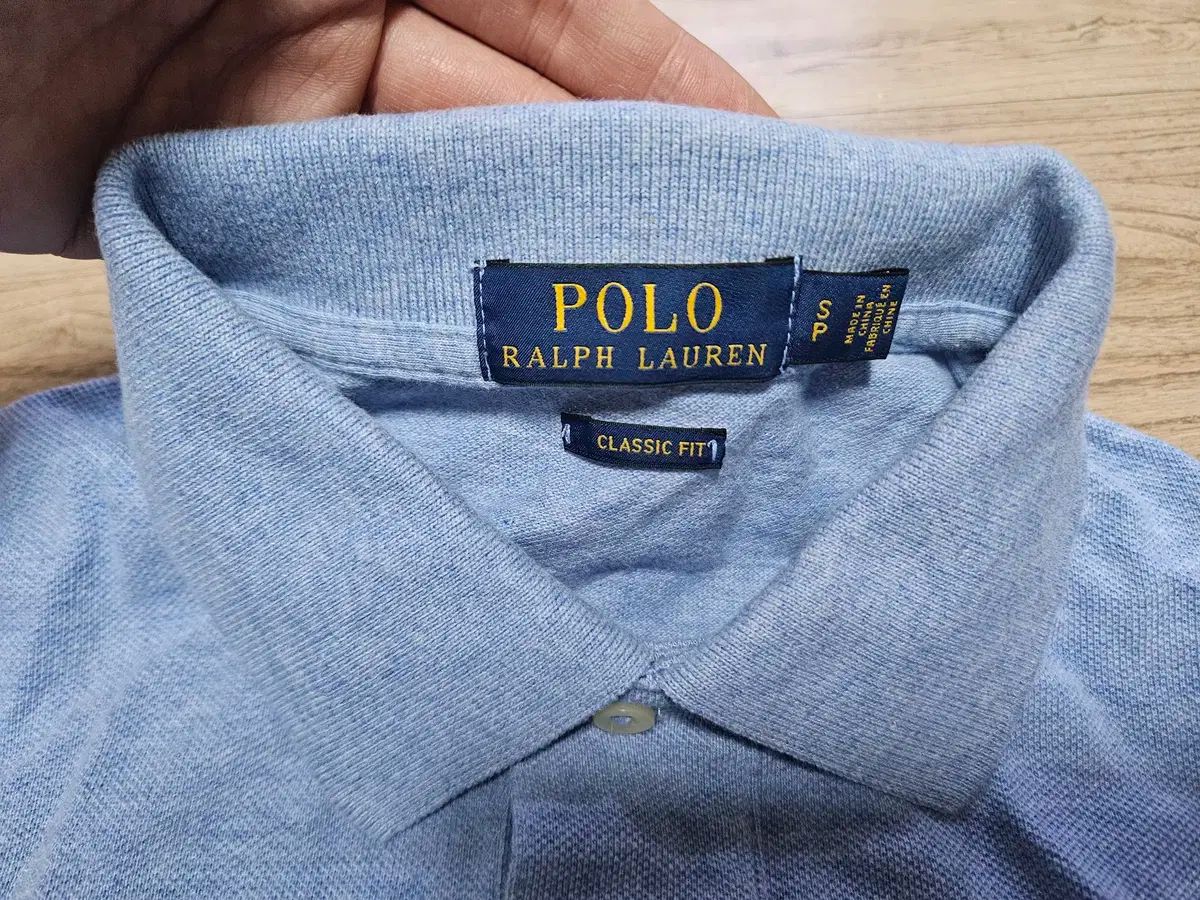 POLO
RALPH LAUREN
S
P
MADE IN
CHINA
FABRIQUÉ EN
CHINE
CLASSIC FIT